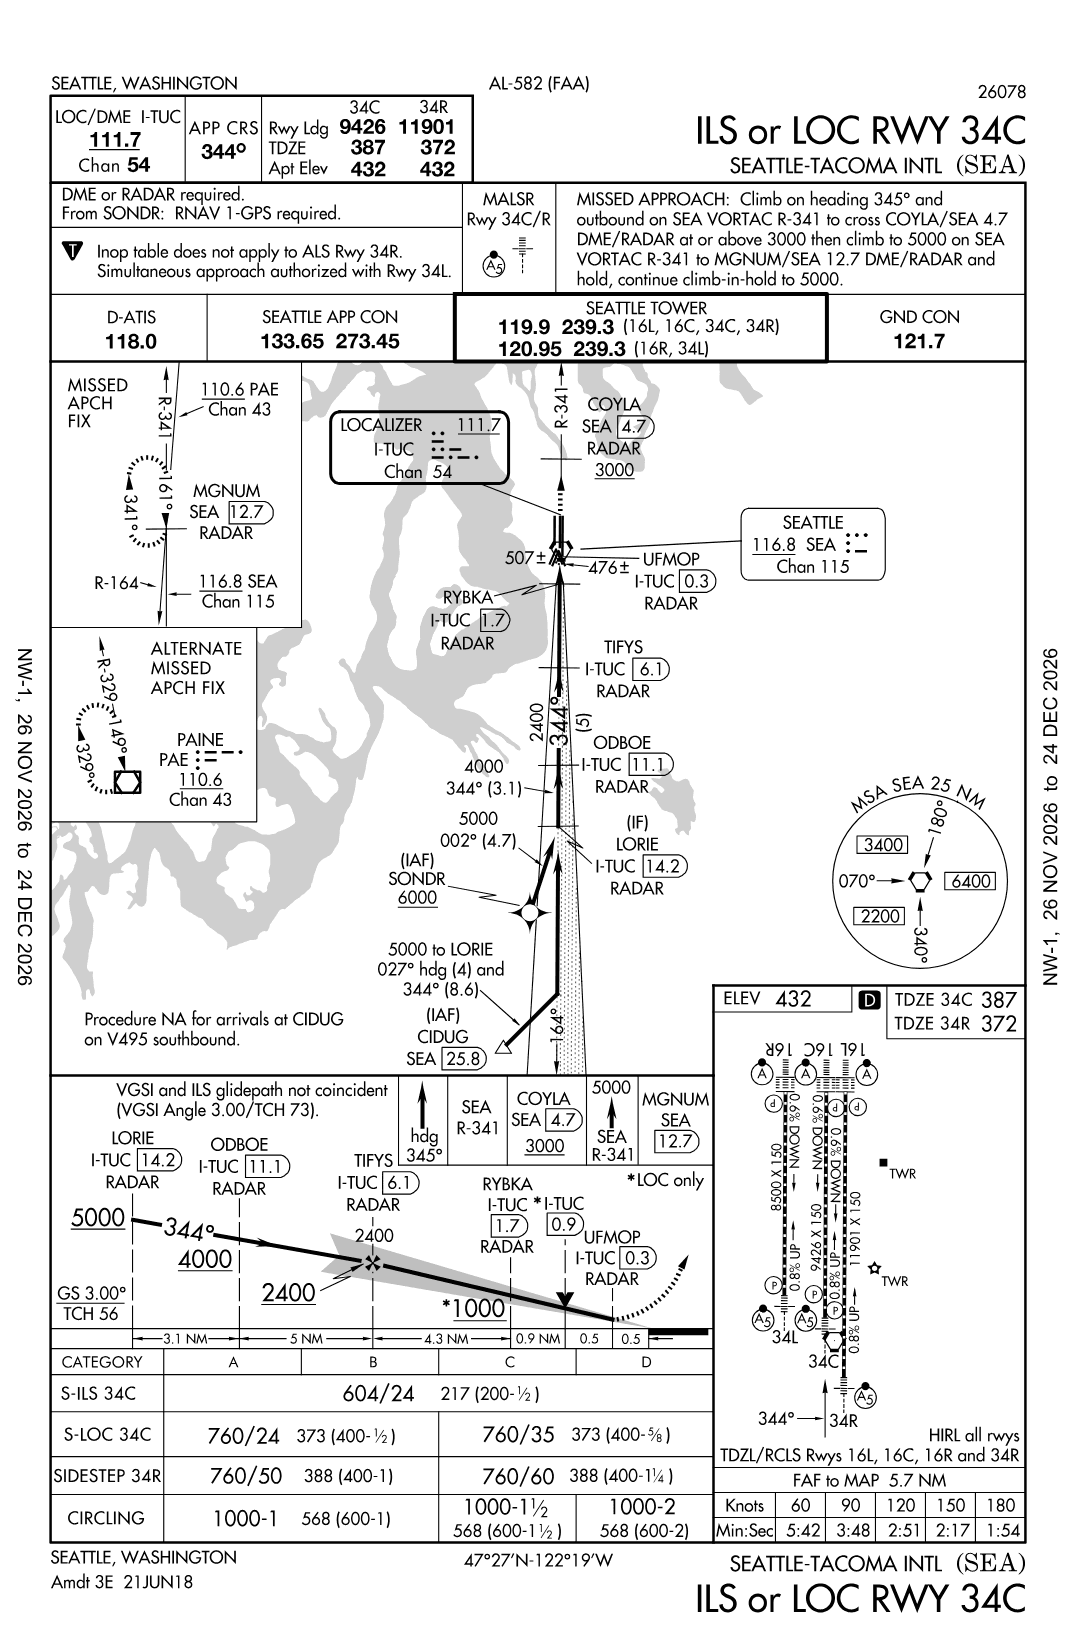 SEATTLE, WASHINGTON
AL-582 (FAA)
26078
LOC/DME I-TUC
111.7
Chan 54
APP CRS
344°
34C 34R
Rwy Ldg 9426 11901
TDZE 387 372
Apt Elev 432 432
ILS or LOC RWY 34C
SEATTLE-TACOMA INTL (SEA)
DME or RADAR required.
From SONDR: RNAV 1-GPS required.
T
Inop table does not apply to ALS Rwy 34R.
Simultaneous approach authorized with Rwy 34L.
MALSR
Rwy 34C/R
A5
MISSED APPROACH: Climb on heading 345° and
outbound on SEA VORTAC R-341 to cross COYLA/SEA 4.7
DME/RADAR at or above 3000 then climb to 5000 on SEA
VORTAC R-341 to MGNUM/SEA 12.7 DME/RADAR and
hold, continue climb-in-hold to 5000.
D-ATIS
118.0
SEATTLE APP CON
133.65 273.45
SEATTLE TOWER
119.9 239.3 (16L, 16C, 34C, 34R)
120.95 239.3 (16R, 34L)
GND CON
121.7
MISSED
APCH
FIX
R-341
110.6 PAE
Chan 43
161°
341°
MGNUM
SEA 12.7
RADAR
R-164
116.8 SEA
Chan 115
ALTERNATE
MISSED
APCH FIX
R-329
149°
329°
PAINE
PAE
110.6
Chan 43
LOCALIZER 111.7
I-TUC
Chan 54
R-341
COYLA
SEA 4.7
RADAR
3000
SEATTLE
116.8 SEA
Chan 115
507±
476±
UFMOP
I-TUC 0.3
RADAR
RYBKA
I-TUC 1.7
RADAR
TIFYS
I-TUC 6.1
RADAR
2400
344°
(5)
ODBOE
I-TUC 11.1
RADAR
4000
344° (3.1)
5000
002° (4.7)
(IF)
LORIE
I-TUC 14.2
RADAR
(IAF)
SONDR
6000
5000 to LORIE
027° hdg (4) and
344° (8.6)
(IAF)
CIDUG
SEA 25.8
164°
Procedure NA for arrivals at CIDUG
on V495 southbound.
MSA SEA 25 NM
180°
3400
070°
6400
2200
340°
NW-1, 26 NOV 2026 to 24 DEC 2026
NW-1, 26 NOV 2026 to 24 DEC 2026
ELEV 432
D
TDZE 34C 387
TDZE 34R 372
16R 16C 16L
A A A
P P P
0.6% DOWN
0.6% DOWN
0.6% DOWN
8500 X 150
9426 X 150
11901 X 150
0.8% UP
0.8% UP
0.8% UP
P P P
TWR
TWR
A5 A5
34L
34C
A5
344°
34R
HIRL all rwys
TDZL/RCLS Rwys 16L, 16C, 16R and 34R
FAF to MAP 5.7 NM
Knots 60 90 120 150 180
Min:Sec 5:42 3:48 2:51 2:17 1:54
VGSI and ILS glidepath not coincident
(VGSI Angle 3.00/TCH 73).
hdg
345°
SEA
R-341
COYLA
SEA 4.7
3000
5000
SEA
R-341
MGNUM
SEA
12.7
*LOC only
LORIE
I-TUC 14.2
RADAR
ODBOE
I-TUC 11.1
RADAR
TIFYS
I-TUC 6.1
RADAR
RYBKA
I-TUC
1.7
RADAR
*I-TUC
0.9
UFMOP
I-TUC 0.3
RADAR
5000
344°
4000
2400
2400
*1000
GS 3.00°
TCH 56
3.1 NM 5 NM 4.3 NM 0.9 NM 0.5 0.5
CATEGORY A B C D
S-ILS 34C 604/24 217 (200-½)
S-LOC 34C 760/24 373 (400-½) 760/35 373 (400-⅝)
SIDESTEP 34R 760/50 388 (400-1) 760/60 388 (400-1¼)
CIRCLING 1000-1 568 (600-1) 1000-1½ 568 (600-1½) 1000-2 568 (600-2)
SEATTLE, WASHINGTON
Amdt 3E 21JUN18
47°27'N-122°19'W
SEATTLE-TACOMA INTL (SEA)
ILS or LOC RWY 34C